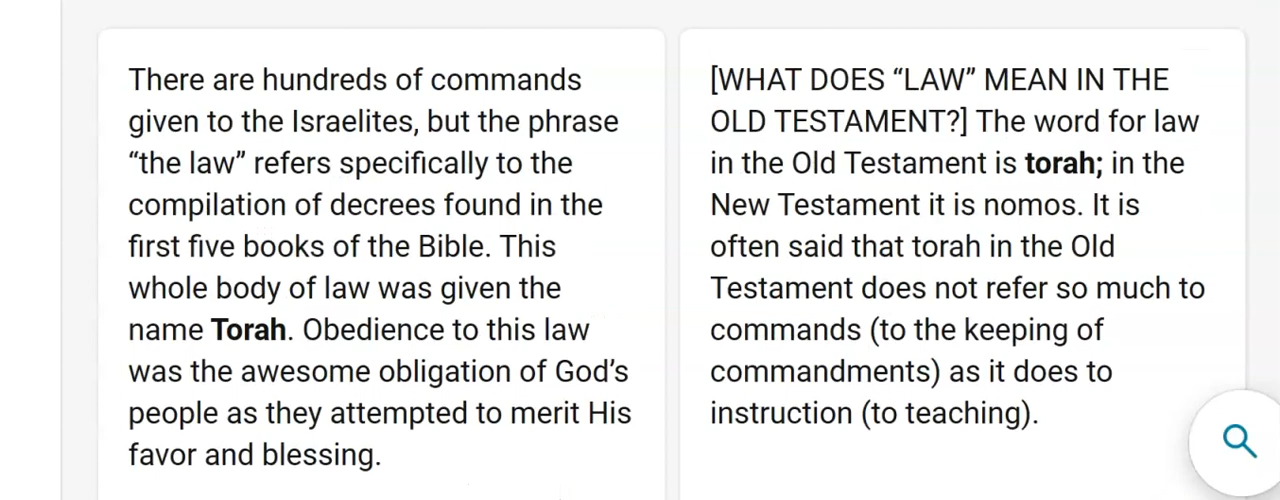 There are hundreds of commands
given to the Israelites, but the phrase
“the law” refers specifically to the
compilation of decrees found in the
first five books of the Bible. This
whole body of law was given the
name Torah. Obedience to this law
was the awesome obligation of God’s
people as they attempted to merit His
favor and blessing.
[WHAT DOES “LAW” MEAN IN THE
OLD TESTAMENT?] The word for law
in the Old Testament is torah; in the
New Testament it is nomos. It is
often said that torah in the Old
Testament does not refer so much to
commands (to the keeping of
commandments) as it does to
instruction (to teaching).